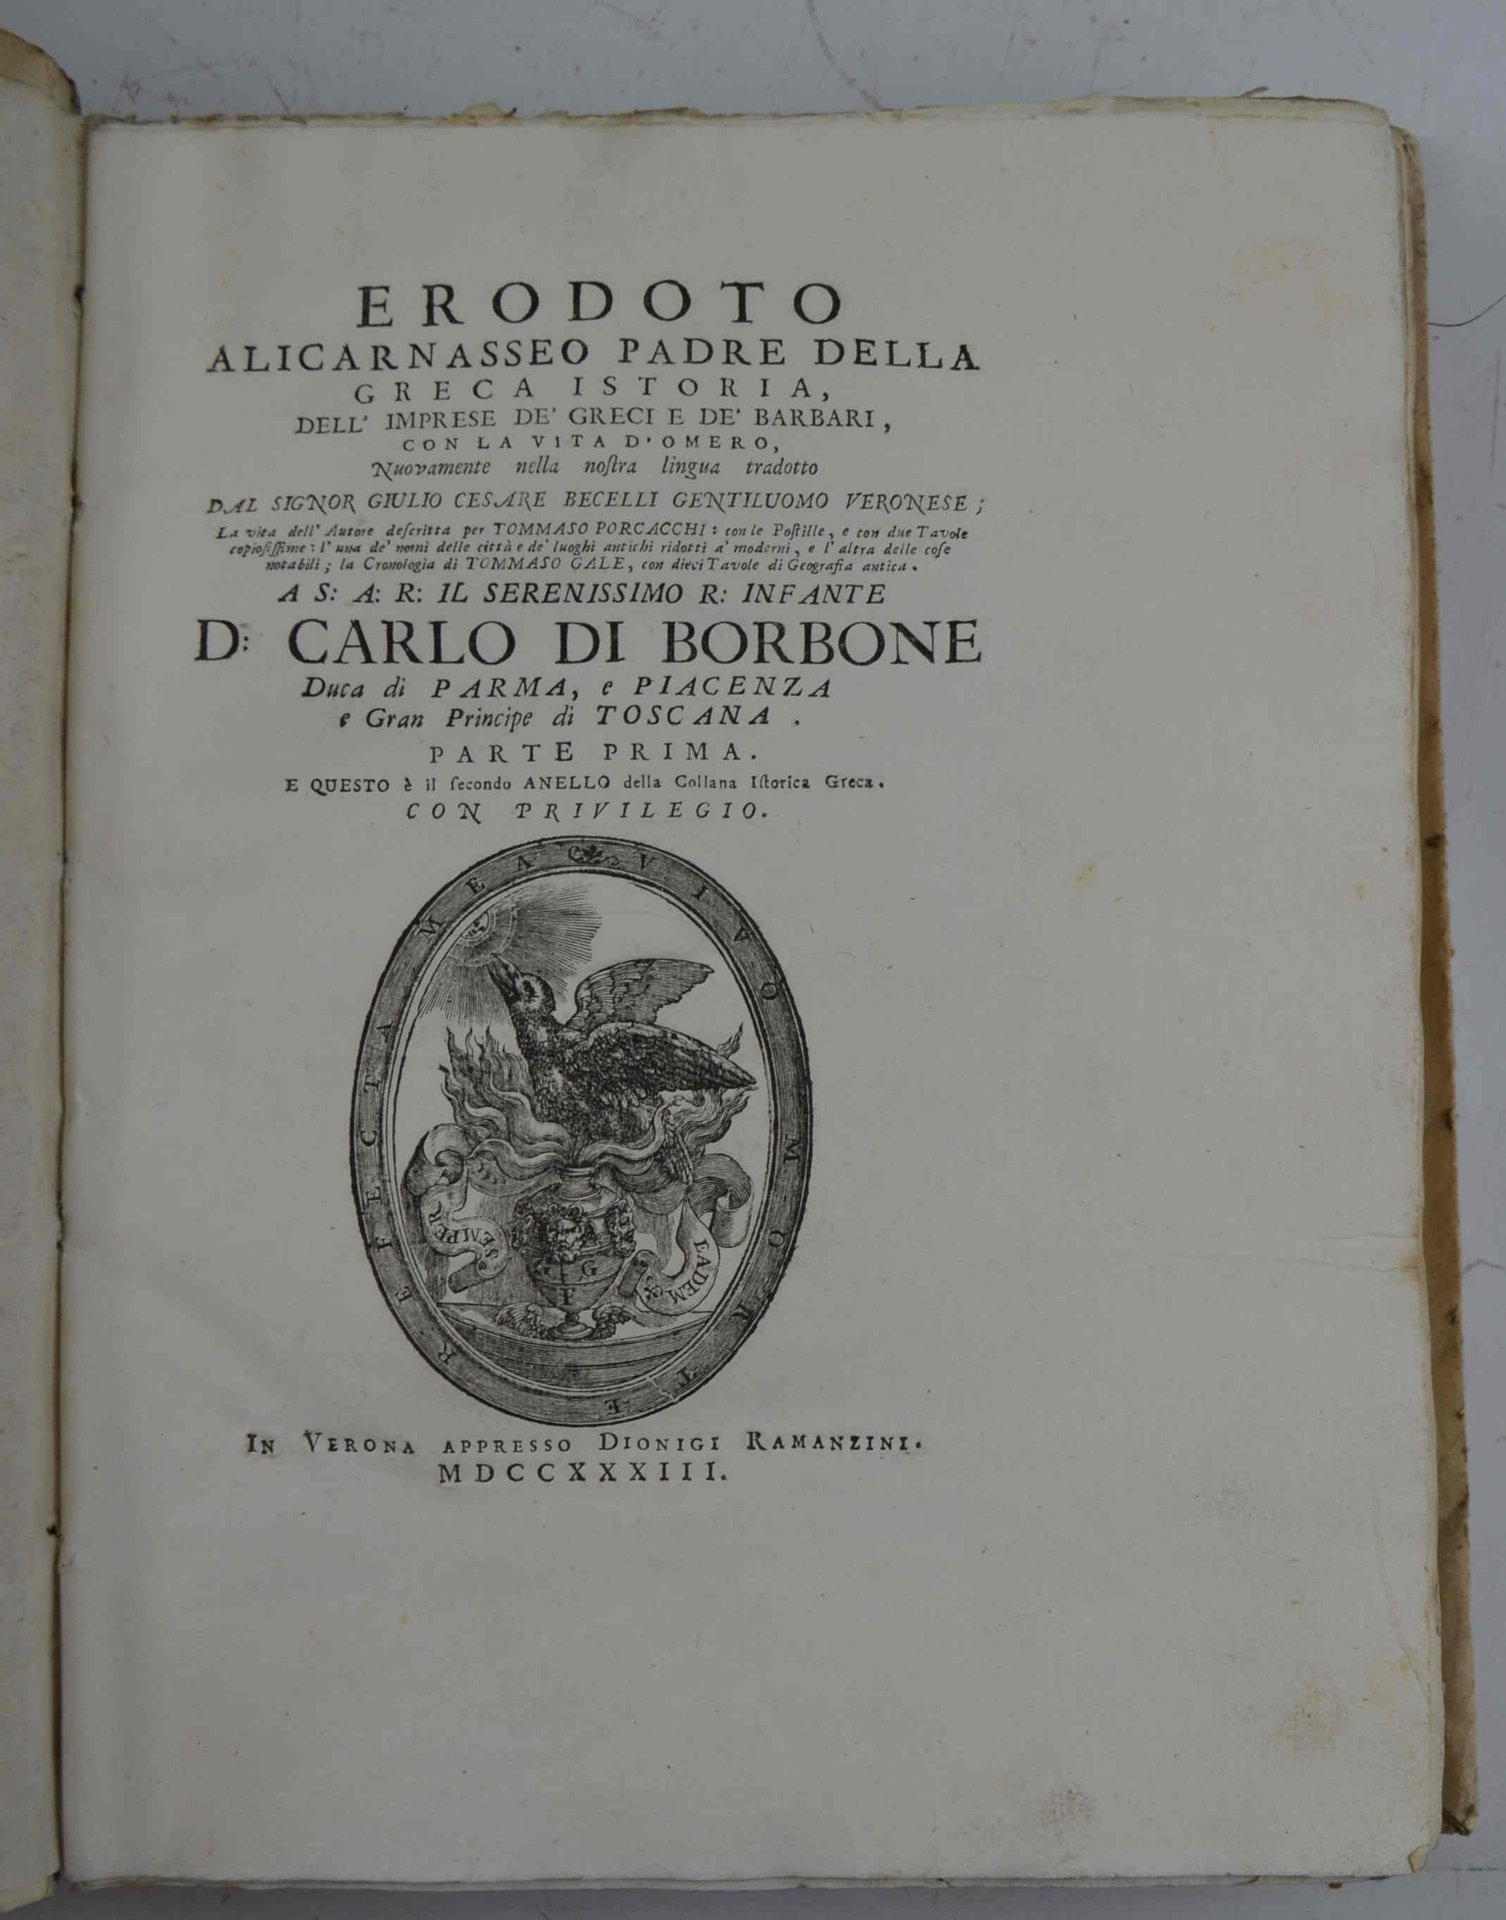 ERODOTO
ALICARNASSEO PADRE DELLA
GRECA ISTORIA,
DELL' IMPRESE DE' GRECI E DE' BARBARI,
CON LA VITA D'OMERO,
Nuovamente nella noſtra lingua tradotto
DAL SIGNOR GIULIO CESARE BECELLI GENTILUOMO VERONESE;
La vita dell' Autore deſcritta per TOMMASO PORCACCHI: con le Poſtille, e con due Tavole
copioſiſſime: l' una de' nomi delle città e de' luoghi antichi ridotti a' moderni, e l' altra delle coſe
notabili; la Cronologia di TOMMASO GALE, con dieci Tavole di Geografia antica.
A S: A: R: IL SERENISSIMO R: INFANTE
D: CARLO DI BORBONE
Duca di PARMA, e PIACENZA
e Gran Principe di TOSCANA.
PARTE PRIMA.
E QUESTO è il ſecondo ANELLO della Collana Iſtorica Greca.
CON PRIVILEGIO.
VIVO MORTE REFECTA MEA
SEMPER
EADEM
G G
F
IN VERONA APPRESSO DIONIGI RAMANZINI.
MDCCXXXIII.